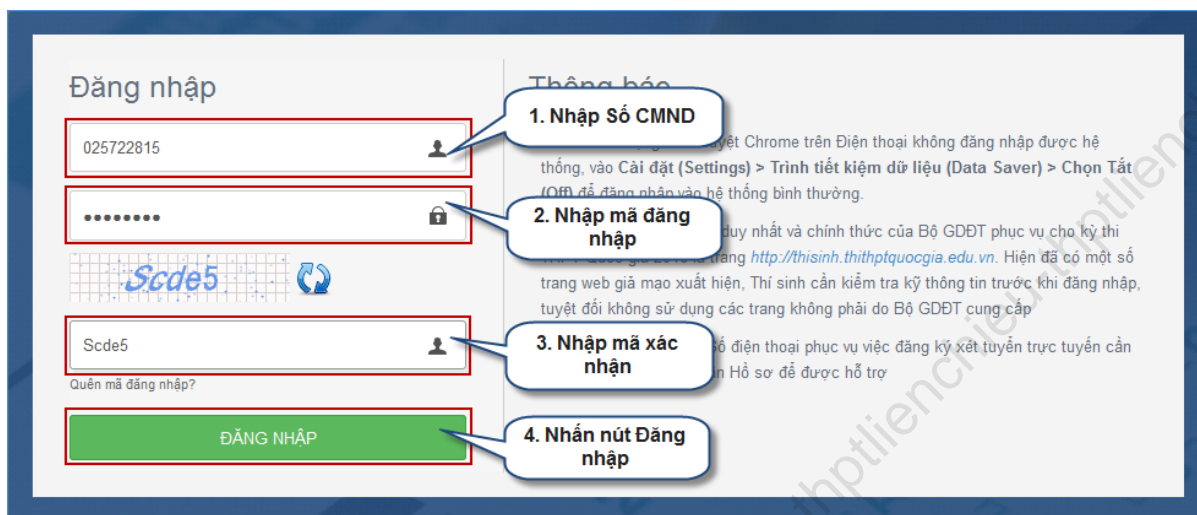 Đăng nhập
025722815
••••••••
Scde5
Scde5
Quên mã đăng nhập?
ĐĂNG NHẬP
1. Nhập Số CMND
2. Nhập mã đăng
nhập
3. Nhập mã xác
nhận
4. Nhấn nút Đăng
nhập
Thông báo
Chrome trên Điện thoại không đăng nhập được hệ
thống, vào Cài đặt (Settings) > Trình tiết kiệm dữ liệu (Data Saver) > Chọn Tắt
(Off) để đăng nhập vào hệ thống bình thường.
duy nhất và chính thức của Bộ GDĐT phục vụ cho kỳ thi
trang http://thisinh.thithptquocgia.edu.vn. Hiện đã có một số
trang web giả mạo xuất hiện, Thí sinh cần kiểm tra kỹ thông tin trước khi đăng nhập,
tuyệt đối không sử dụng các trang không phải do Bộ GDĐT cung cấp
số điện thoại phục vụ việc đăng ký xét tuyển trực tuyến cần
Hồ sơ để được hỗ trợ